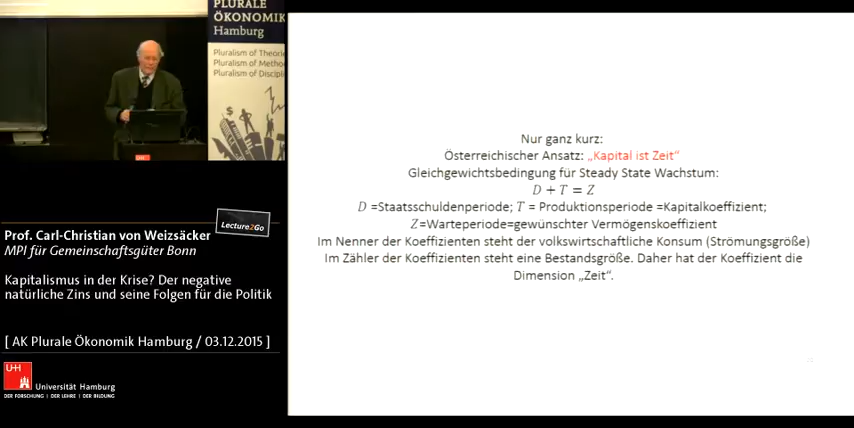 PLURALE
ÖKONOMIK
Hamburg
Pluralism of Theorie
Pluralism of Metho
Pluralism of Discipl
Lecture2Go
Prof. Carl-Christian von Weizsäcker
MPI für Gemeinschaftsgüter Bonn
Kapitalismus in der Krise? Der negative
natürliche Zins und seine Folgen für die Politik
[ AK Plurale Ökonomik Hamburg / 03.12.2015 ]
UH
Universität Hamburg
DER FORSCHUNG | DER LEHRE | DER BILDUNG
Nur ganz kurz:
Österreichischer Ansatz: „Kapital ist Zeit“
Gleichgewichtsbedingung für Steady State Wachstum:
D + T = Z
D =Staatsschuldenperiode; T = Produktionsperiode =Kapitalkoeffizient;
Z=Warteperiode=gewünschter Vermögenskoeffizient
Im Nenner der Koeffizienten steht der volkswirtschaftliche Konsum (Strömungsgröße)
Im Zähler der Koeffizienten steht eine Bestandsgröße. Daher hat der Koeffizient die
Dimension „Zeit“.